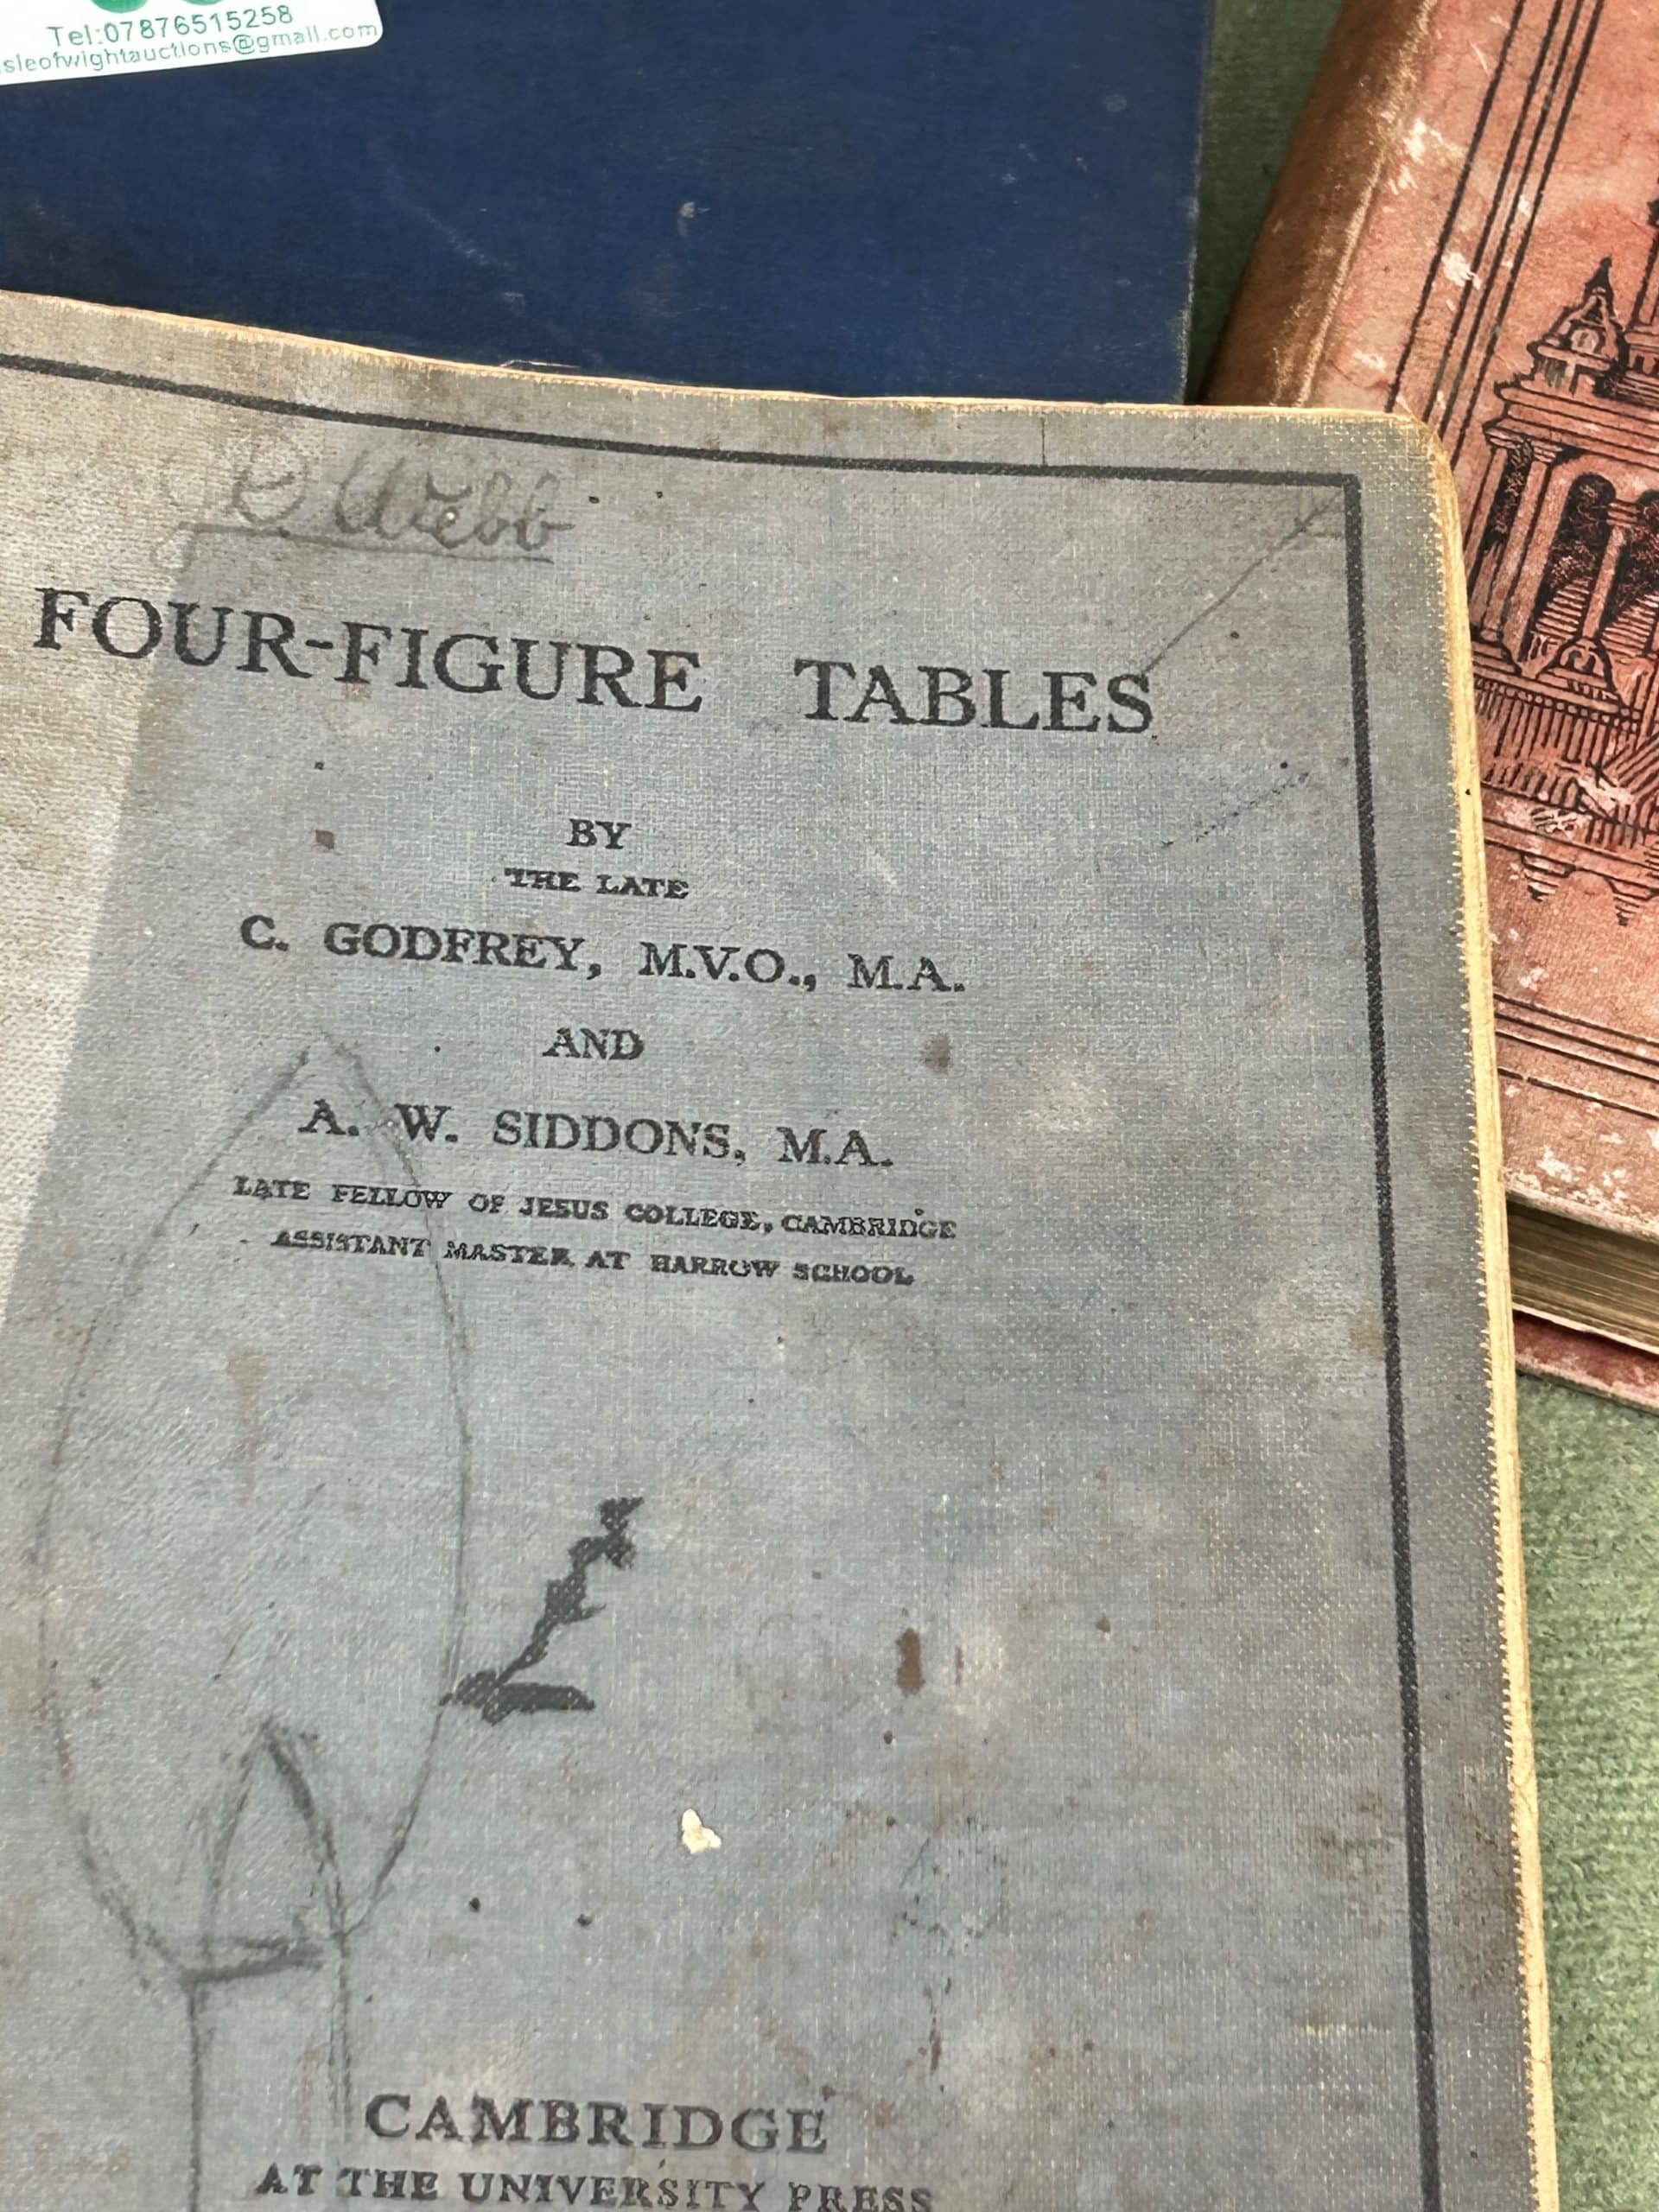 Tel:07876515258
sleofwightauctions@gmail.com
Webb
FOUR-FIGURE TABLES
BY
THE LATE
C. GODFREY, M.V.O., M.A.
AND
A. W. SIDDONS, M.A.
LATE FELLOW OF JESUS COLLEGE, CAMBRIDGE
ASSISTANT MASTER AT HARROW SCHOOL
CAMBRIDGE
AT THE UNIVERSITY PRESS